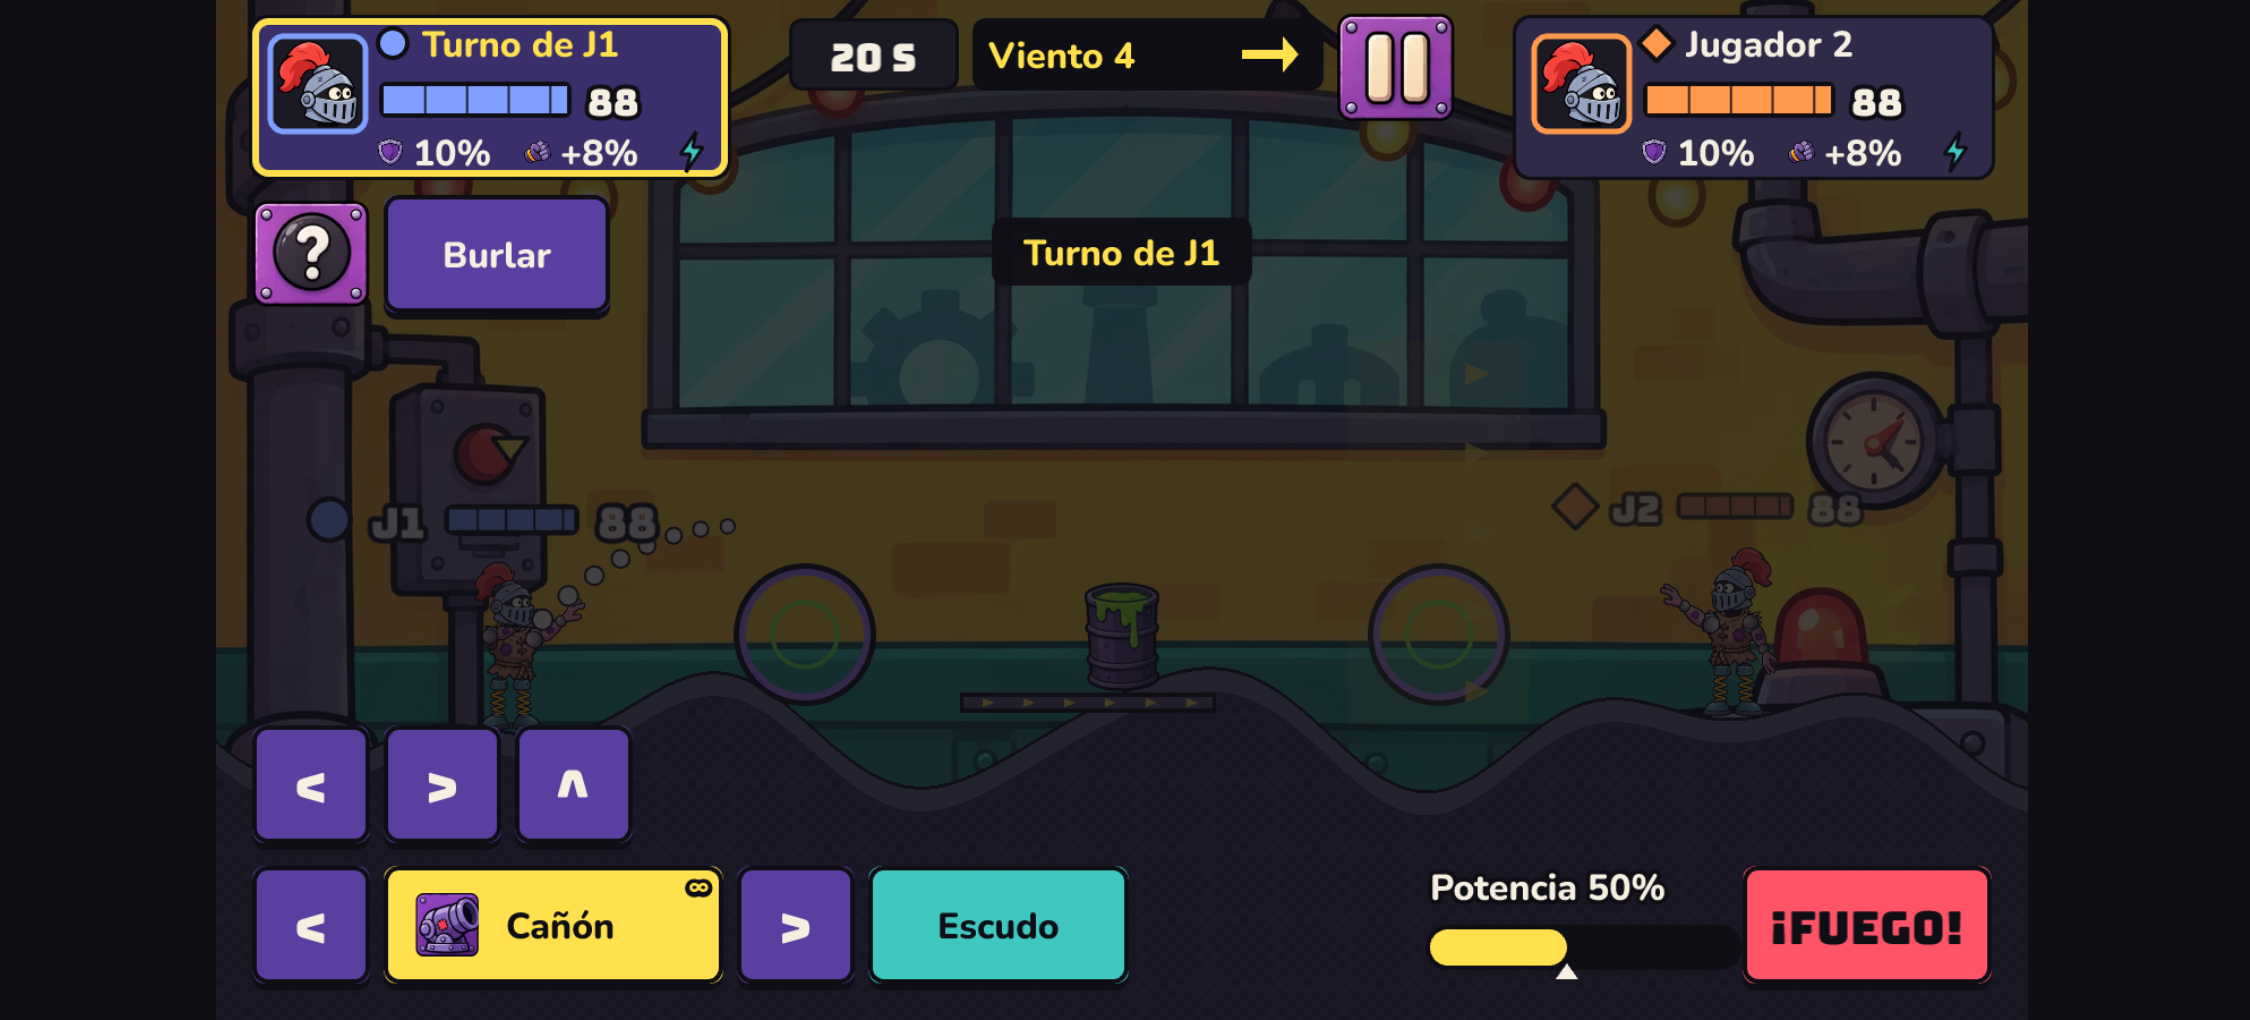 Turno de J1
88
10% +8%
20 S
Viento 4
Jugador 2
88
10% +8%
?
Burlar
Turno de J1
J1 88
J2 88
< > ^
< Cañón ∞ > Escudo
Potencia 50%
¡FUEGO!